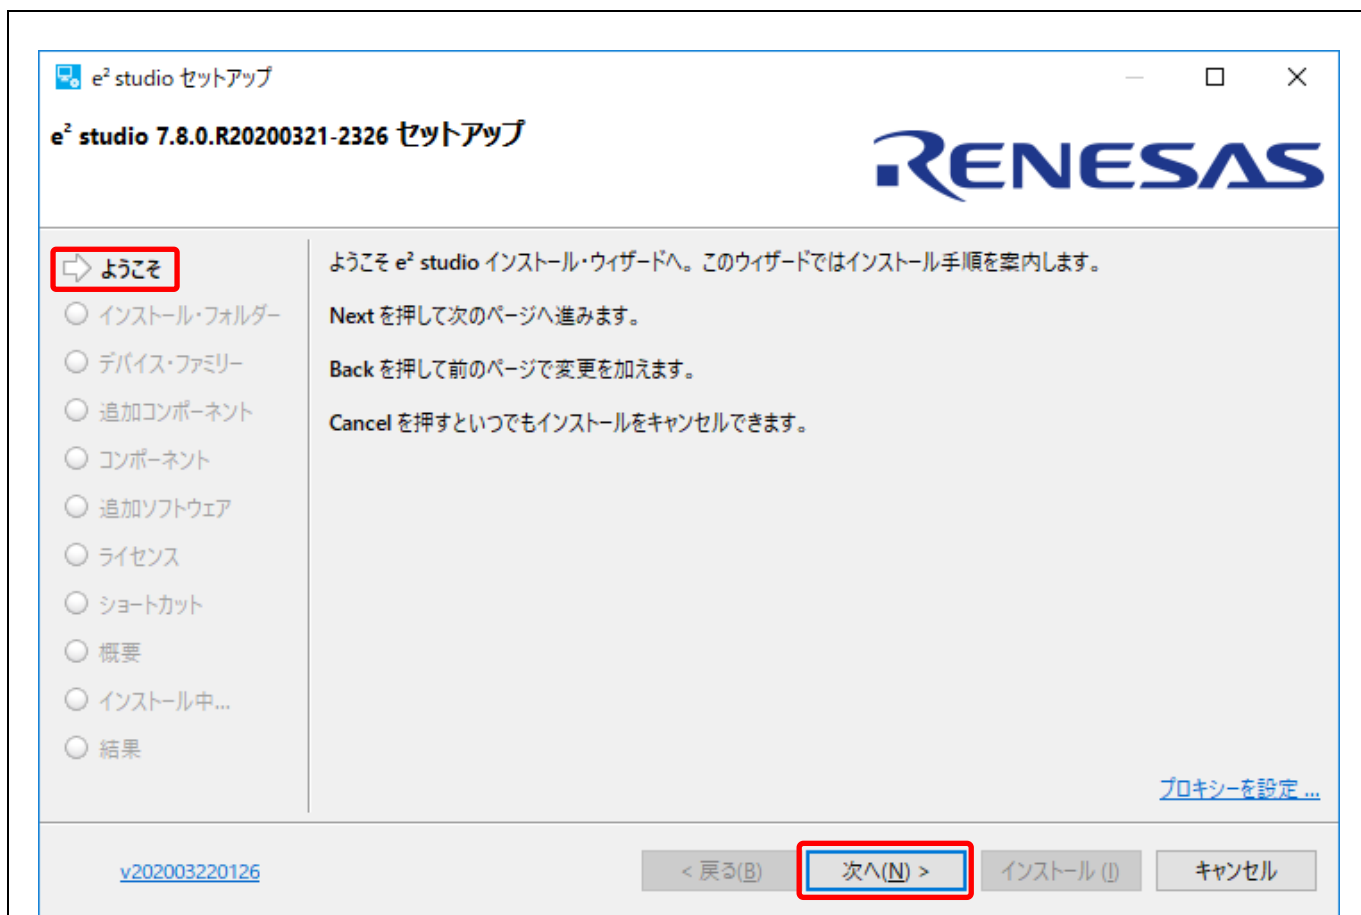 e² studio セットアップ
e² studio 7.8.0.R20200321-2326 セットアップ
RENESAS
ようこそ
インストール・フォルダー
デバイス・ファミリー
追加コンポーネント
コンポーネント
追加ソフトウェア
ライセンス
ショートカット
概要
インストール中...
結果
ようこそ e² studio インストール・ウィザードへ。このウィザードではインストール手順を案内します。
Next を押して次のページへ進みます。
Back を押して前のページで変更を加えます。
Cancel を押すといつでもインストールをキャンセルできます。
プロキシーを設定 ...
v202003220126
< 戻る(B)
次へ(N) >
インストール (I)
キャンセル